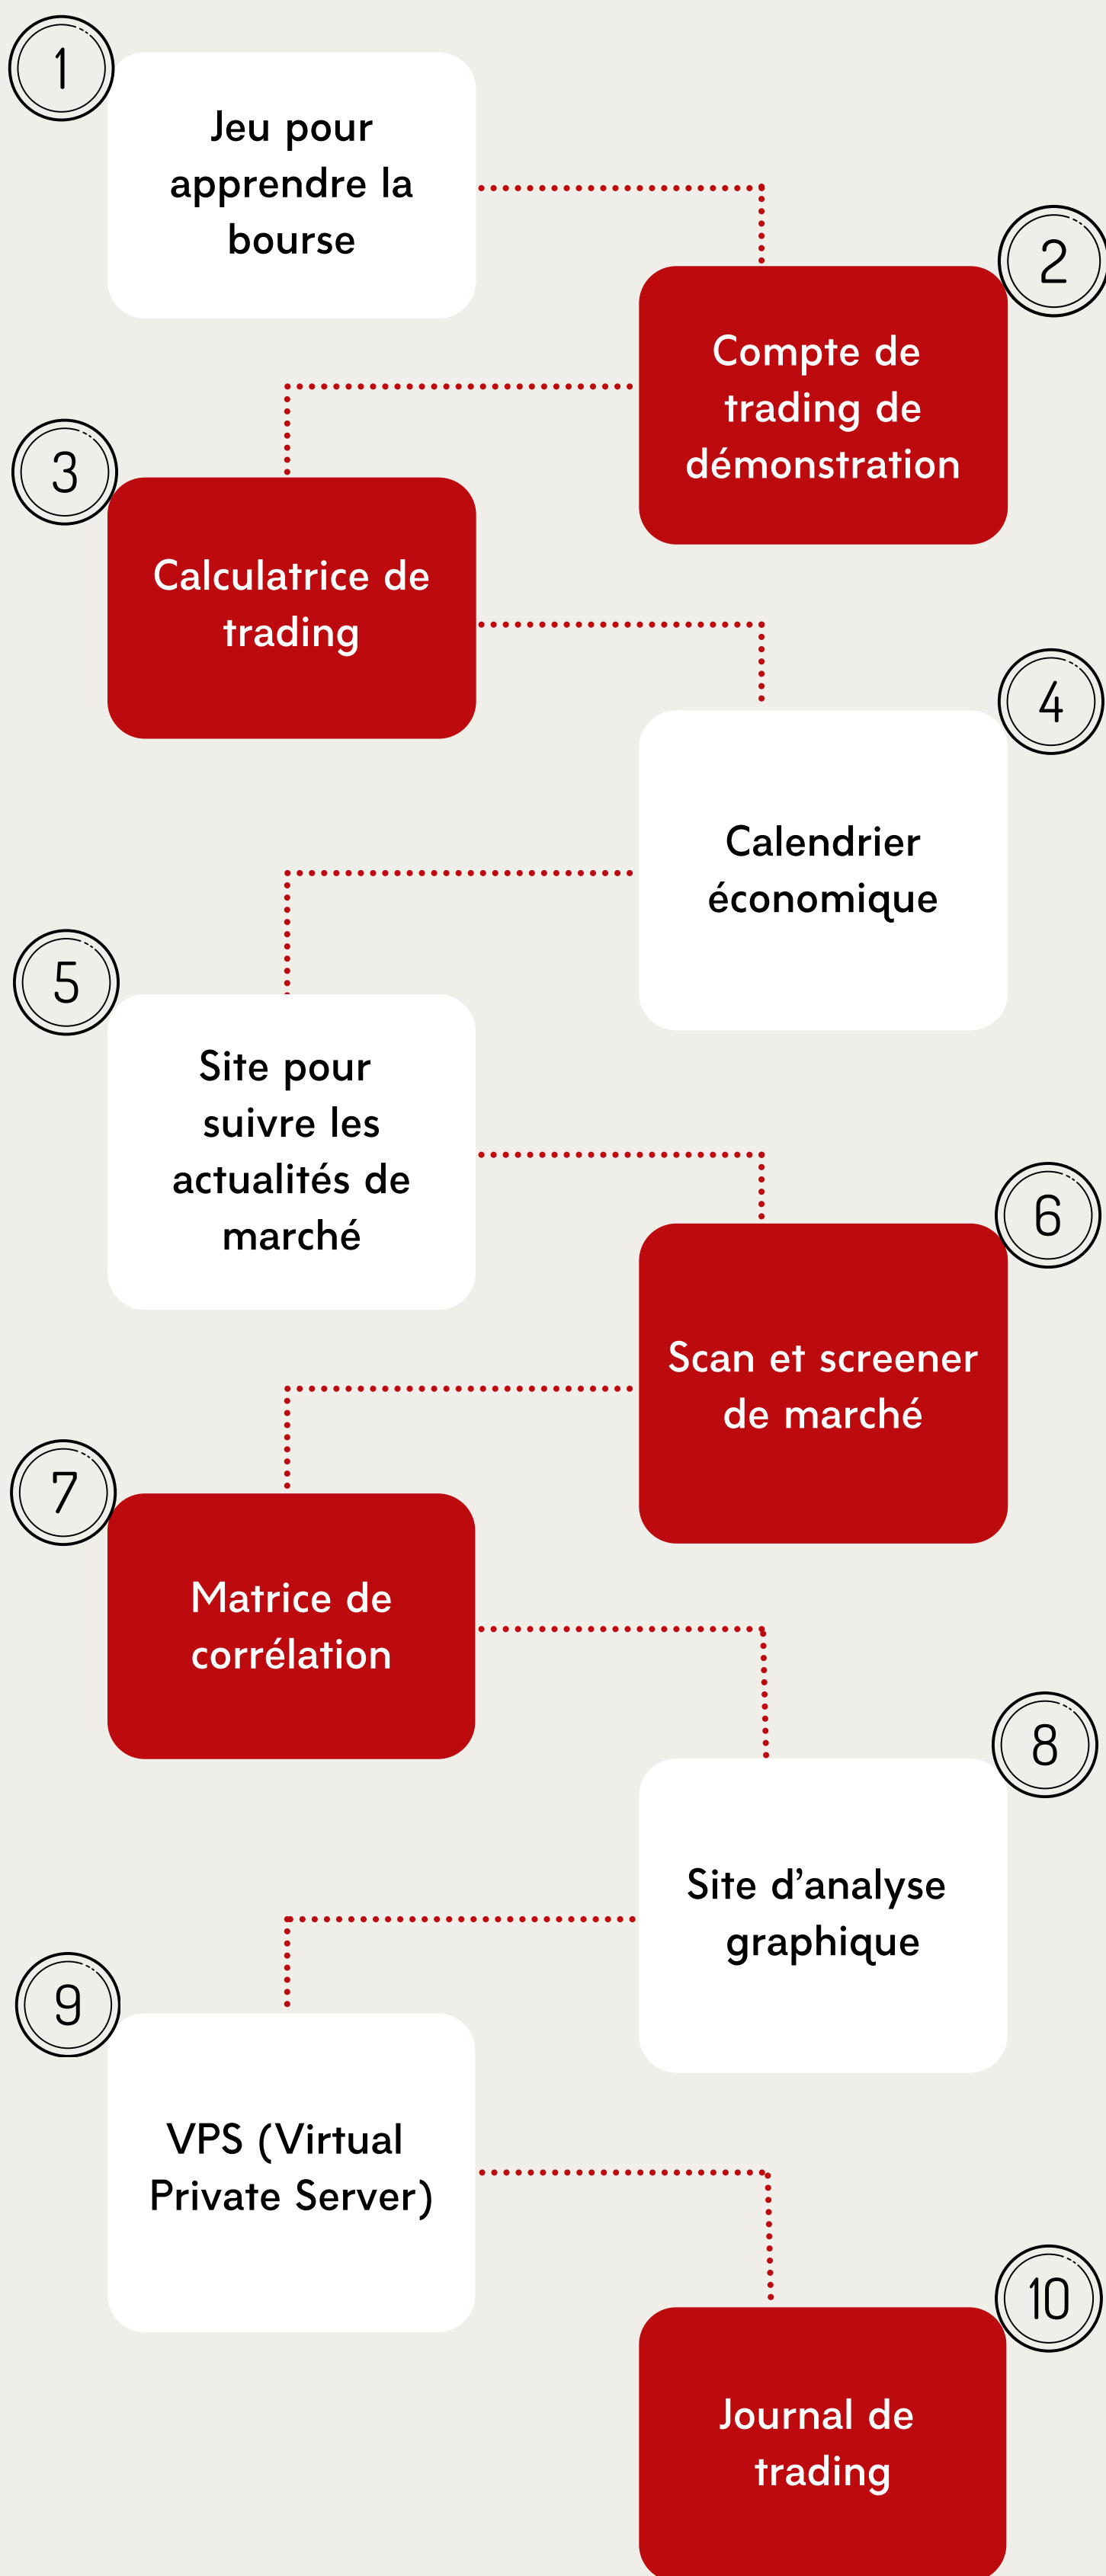 1
Jeu pour
apprendre la
bourse
2
Compte de
trading de
démonstration
3
Calculatrice de
trading
4
Calendrier
économique
5
Site pour
suivre les
actualités de
marché
6
Scan et screener
de marché
7
Matrice de
corrélation
8
Site d’analyse
graphique
9
VPS (Virtual
Private Server)
10
Journal de
trading